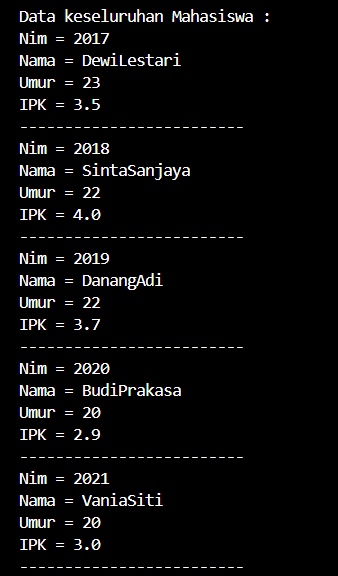 Data keseluruhan Mahasiswa :
Nim = 2017
Nama = DewiLestari
Umur = 23
IPK = 3.5
-------------------------
Nim = 2018
Nama = SintaSanjaya
Umur = 22
IPK = 4.0
-------------------------
Nim = 2019
Nama = DanangAdi
Umur = 22
IPK = 3.7
-------------------------
Nim = 2020
Nama = BudiPrakasa
Umur = 20
IPK = 2.9
-------------------------
Nim = 2021
Nama = VaniaSiti
Umur = 20
IPK = 3.0
-------------------------